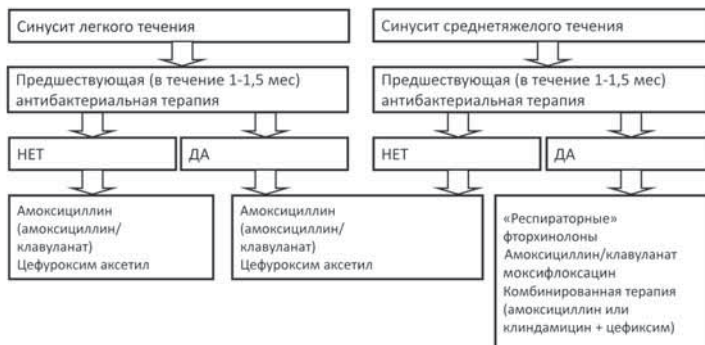 Синусит легкого течения
Предшествующая (в течение 1-1,5 мес)
антибактериальная терапия
НЕТ
ДА
Амоксициллин
(амоксициллин/
клавуланат)
Цефуроксим аксетил
Амоксициллин
(амоксициллин/
клавуланат)
Цефуроксим аксетил
Синусит среднетяжелого течения
Предшествующая (в течение 1-1,5 мес)
антибактериальная терапия
НЕТ
ДА
«Респираторные»
фторхинолоны
Амоксициллин/клавуланат
моксифлоксацин
Комбинированная терапия
(амоксициллин или
клиндамицин + цефиксим)